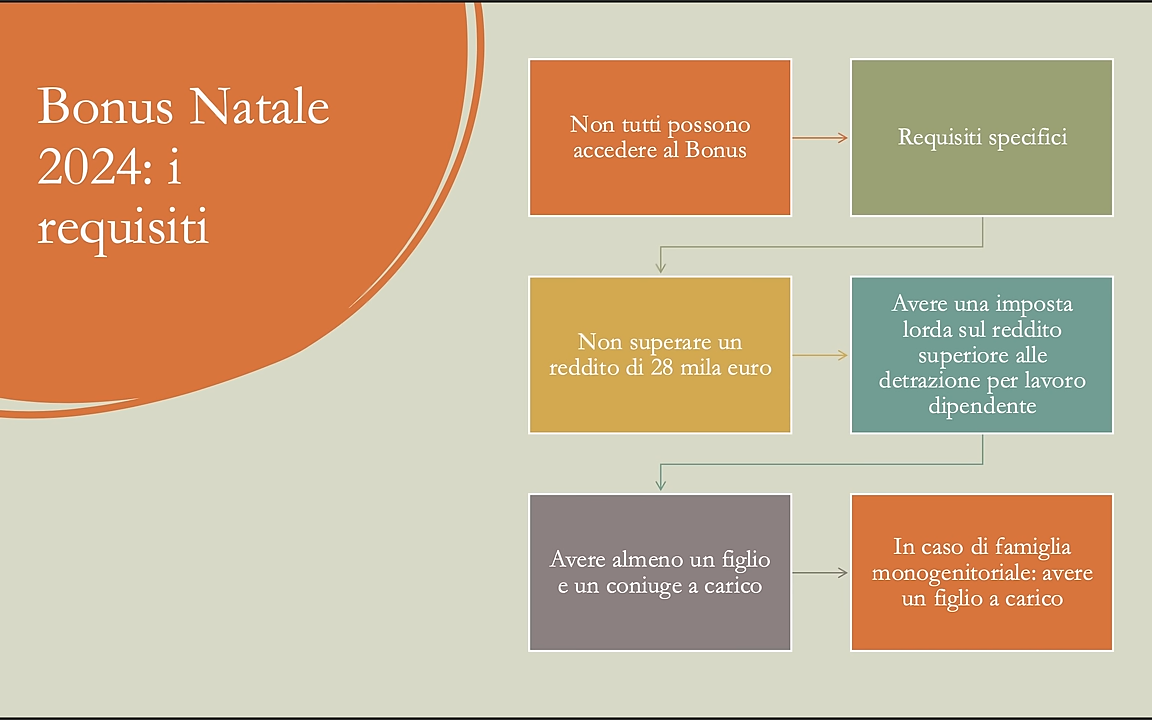 Bonus Natale
2024: i
requisiti
Non tutti possono
accedere al Bonus
Requisiti specifici
Non superare un
reddito di 28 mila euro
Avere una imposta
lorda sul reddito
superiore alle
detrazione per lavoro
dipendente
Avere almeno un figlio
e un coniuge a carico
In caso di famiglia
monogenitoriale: avere
un figlio a carico